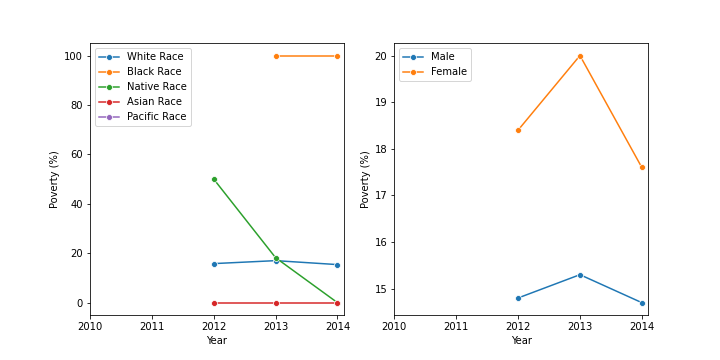 White Race
Black Race
Native Race
Asian Race
Pacific Race
100
80
60
40
20
0
Poverty (%)
2010 2011 2012 2013 2014
Year
Male
Female
20
19
18
17
16
15
Poverty (%)
2010 2011 2012 2013 2014
Year